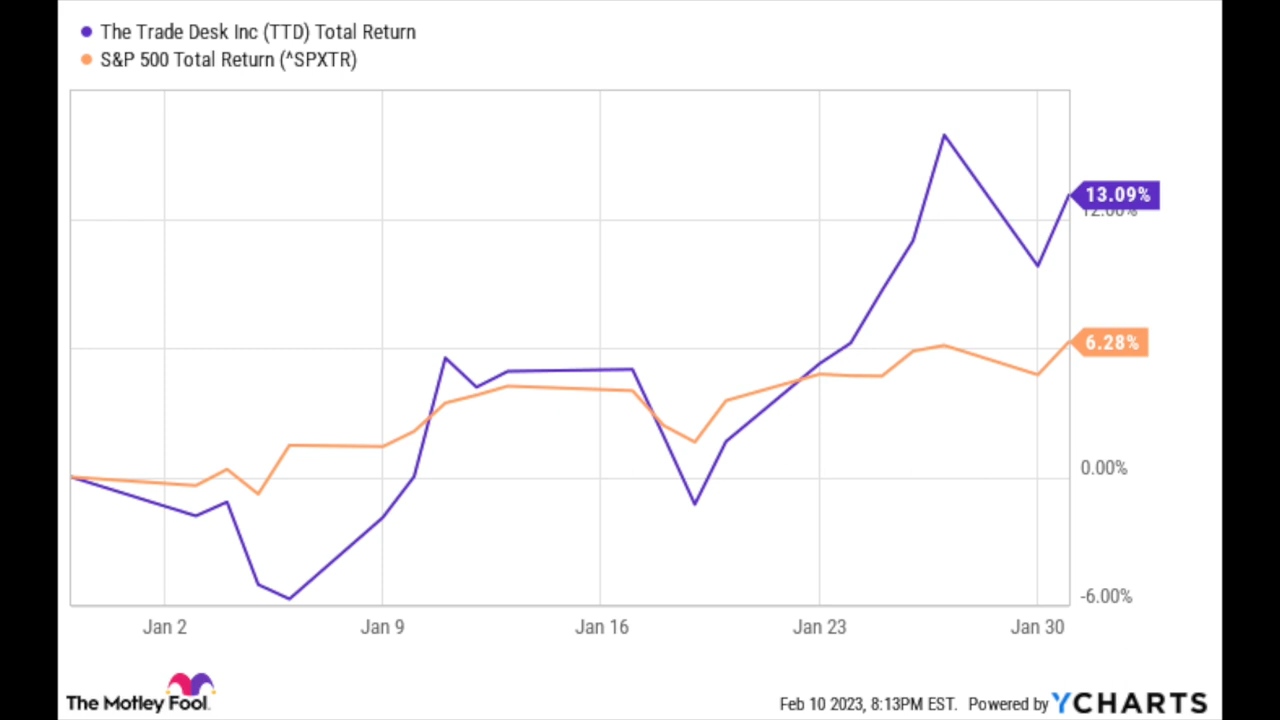 The Trade Desk Inc (TTD) Total Return
S&P 500 Total Return (^SPXTR)
13.09%
12.00%
6.28%
0.00%
-6.00%
Jan 2 Jan 9 Jan 16 Jan 23 Jan 30
The Motley Fool.
Feb 10 2023, 8:13PM EST. Powered by YCHARTS